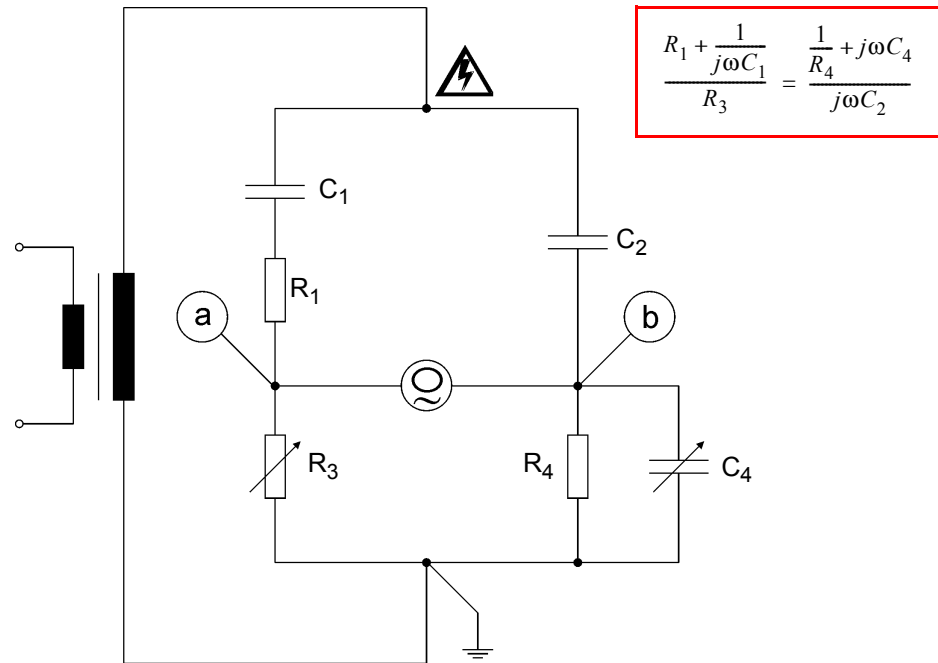 R₁ + 1/(jωC₁) / R₃ = (1/R₄ + jωC₄) / jωC₂
C₁
C₂
R₁
a
b
R₃
R₄
C₄